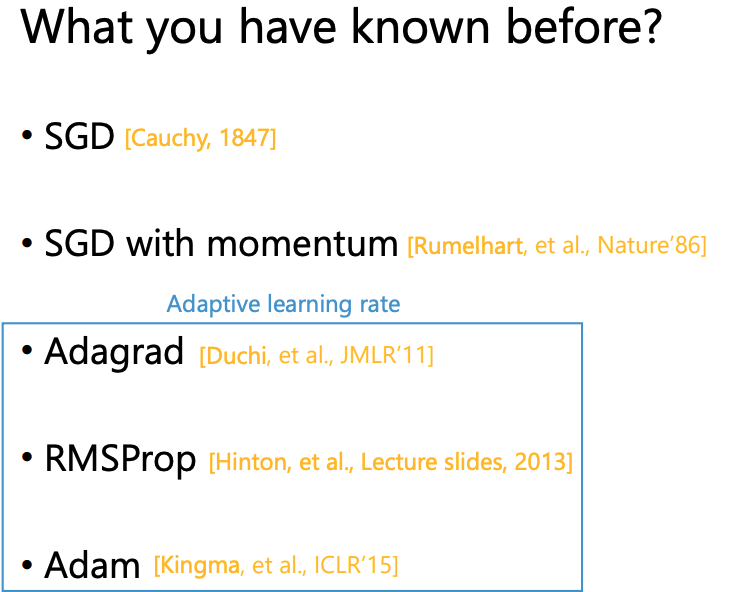 What you have known before?
• SGD [Cauchy, 1847]
• SGD with momentum [Rumelhart, et al., Nature’86]
Adaptive learning rate
• Adagrad [Duchi, et al., JMLR’11]
• RMSProp [Hinton, et al., Lecture slides, 2013]
• Adam [Kingma, et al., ICLR’15]